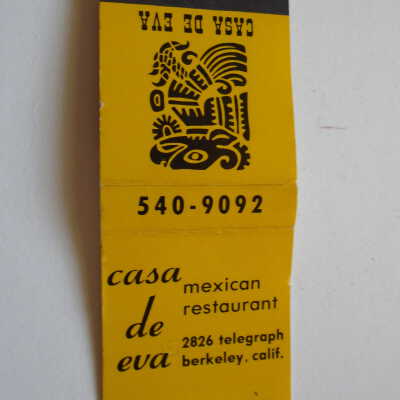 CASA DE EVA
540-9092
casa
de
eva
mexican
restaurant
2826 telegraph
berkeley, calif.